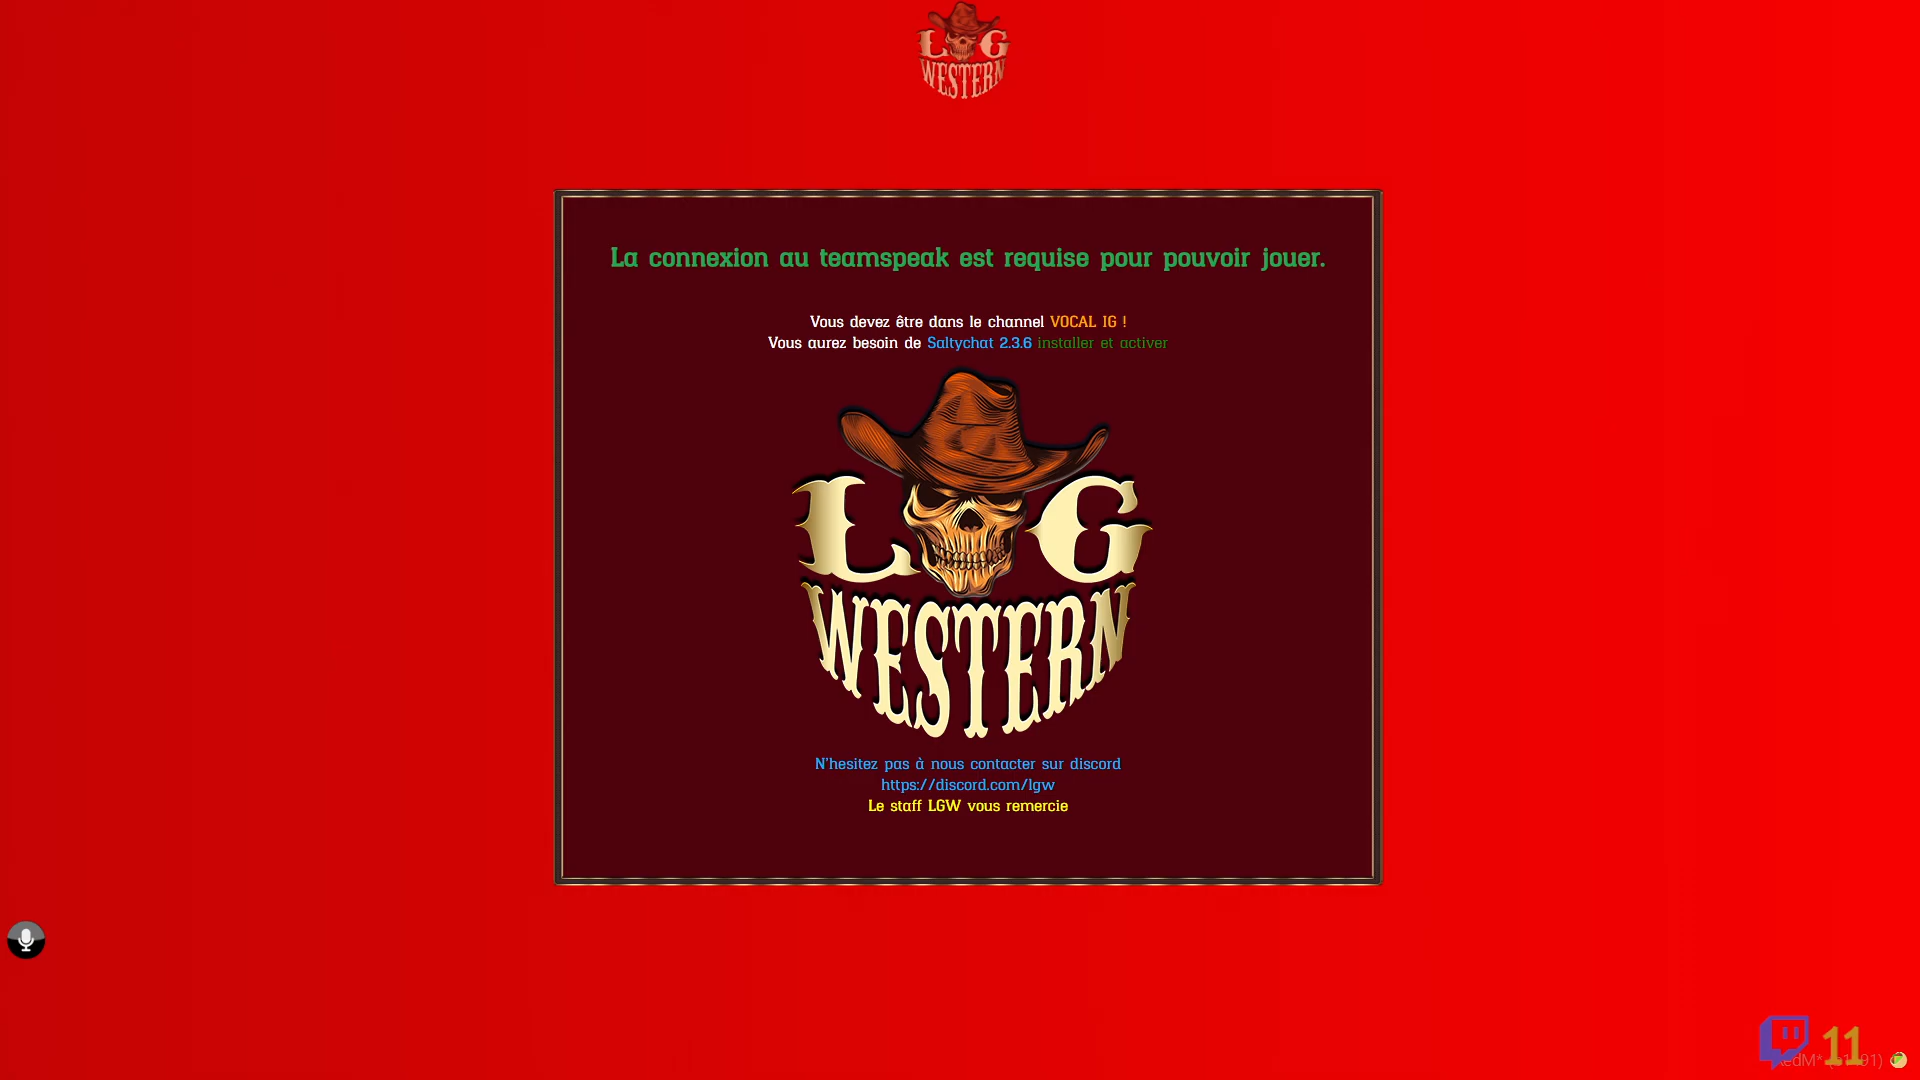 L G
WESTERN
La connexion au teamspeak est requise pour pouvoir jouer.
Vous devez être dans le channel VOCAL IG !
Vous aurez besoin de Saltychat 2.3.6 installer et activer
L G
WESTERN
N'hesitez pas à nous contacter sur discord
https://discord.com/lgw
Le staff LGW vous remercie
11